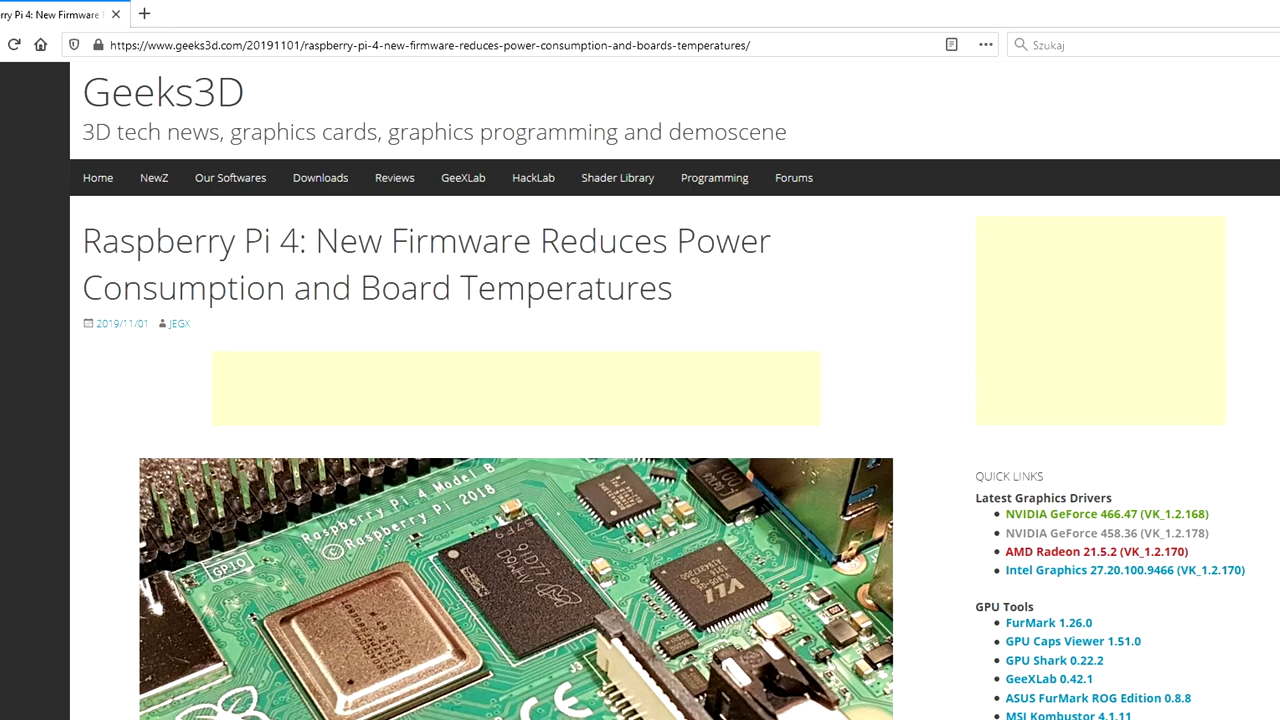 rry Pi 4: New Firmware
https://www.geeks3d.com/20191101/raspberry-pi-4-new-firmware-reduces-power-consumption-and-boards-temperatures/
Szukaj
Geeks3D
3D tech news, graphics cards, graphics programming and demoscene
Home NewZ Our Softwares Downloads Reviews GeeXLab HackLab Shader Library Programming Forums
Raspberry Pi 4: New Firmware Reduces Power
Consumption and Board Temperatures
2019/11/01 JEGX
Raspberry Pi 4 Model B
© Raspberry Pi 2018
GPIO
D9WHV
VLI
J3
CE
QUICK LINKS
Latest Graphics Drivers
NVIDIA GeForce 466.47 (VK_1.2.168)
NVIDIA GeForce 458.36 (VK_1.2.178)
AMD Radeon 21.5.2 (VK_1.2.170)
Intel Graphics 27.20.100.9466 (VK_1.2.170)
GPU Tools
FurMark 1.26.0
GPU Caps Viewer 1.51.0
GPU Shark 0.22.2
GeeXLab 0.42.1
ASUS FurMark ROG Edition 0.8.8
MSI Kombustor 4.1.11